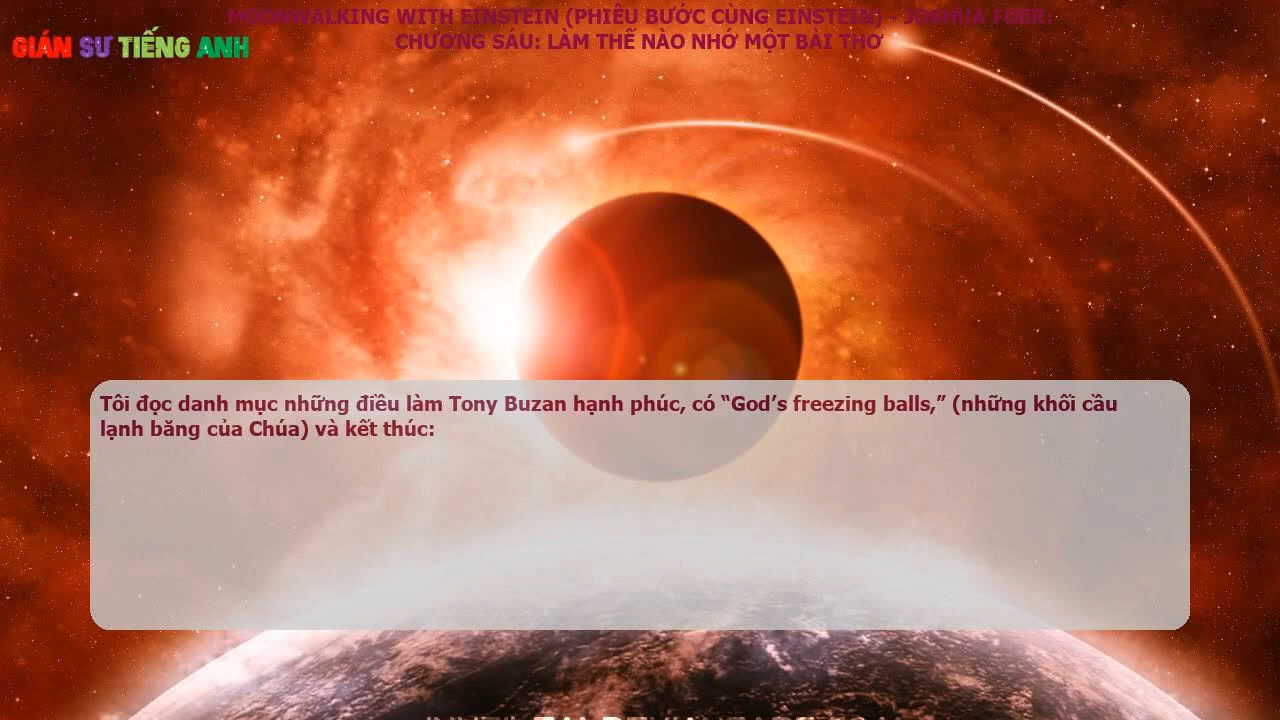 MOONWALKING WITH EINSTEIN (PHIÊU BƯỚC CÙNG EINSTEIN) - JOSHUA FOER:
CHƯƠNG SÁU: LÀM THẾ NÀO NHỚ MỘT BÀI THƠ
GIÁN SƯ TIẾNG ANH
Tôi đọc danh mục những điều làm Tony Buzan hạnh phúc, có “God’s freezing balls,” (những khối cầu
lạnh băng của Chúa) và kết thúc: